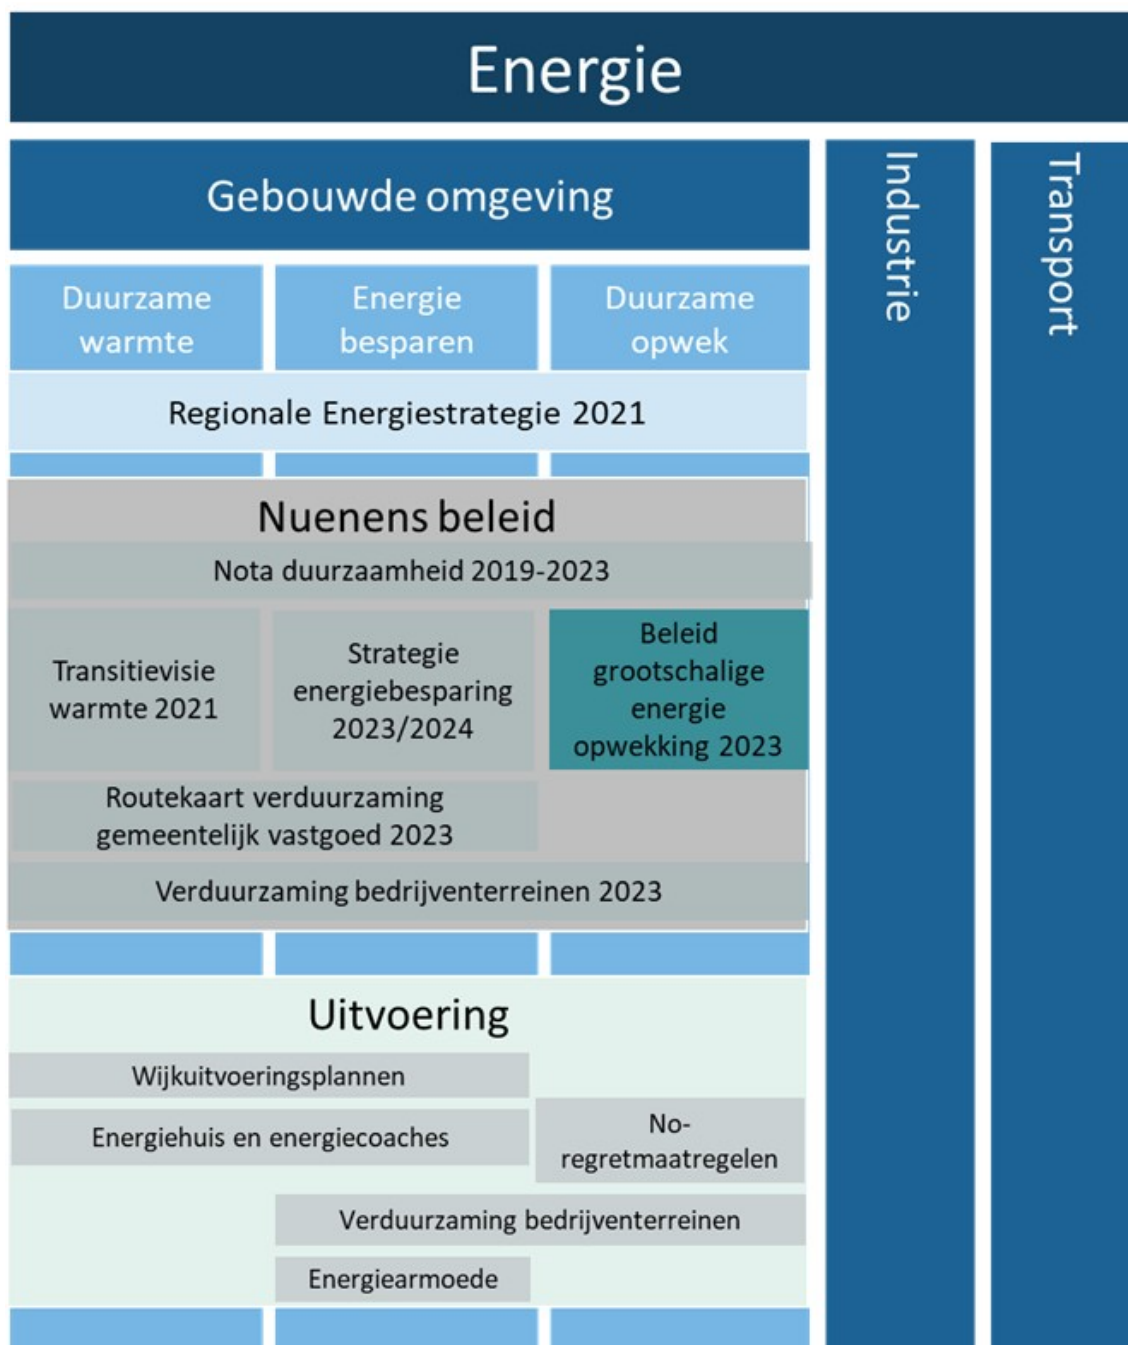 Energie
Gebouwde omgeving
Industrie
Transport
Duurzame
warmte
Energie
besparen
Duurzame
opwek
Regionale Energiestrategie 2021
Nuenens beleid
Nota duurzaamheid 2019-2023
Transitievisie
warmte 2021
Strategie
energiebesparing
2023/2024
Beleid
grootschalige
energie
opwekking 2023
Routekaart verduurzaming
gemeentelijk vastgoed 2023
Verduurzaming bedrijventerreinen 2023
Uitvoering
Wijkuitvoeringsplannen
Energiehuis en energiecoaches
No-
regretmaatregelen
Verduurzaming bedrijventerreinen
Energiearmoede